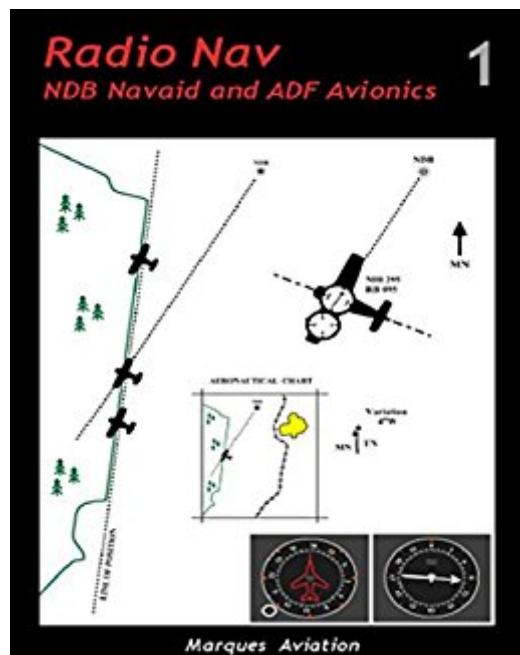 Radio Nav
1
NDB Navaid and ADF Avionics
NDB
NDB
MN
MH 295
RB 095
AERONAUTICAL CHART
Variation
MN
TN
LINE OF POSITION
Marques Aviation